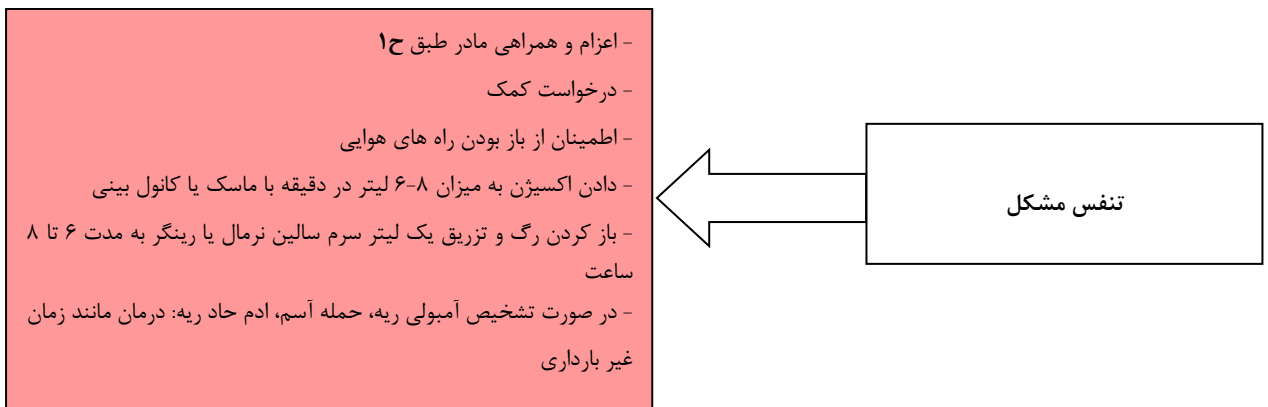 تنفس مشکل
- اعزام و همراهی مادر طبق ح۱
- درخواست کمک
- اطمینان از باز بودن راه های هوایی
- دادن اکسیژن به میزان ۸-۶ لیتر در دقیقه با ماسک یا کانول بینی
- باز کردن رگ و تزریق یک لیتر سرم سالین نرمال یا رینگر به مدت ۶ تا ۸
ساعت
- در صورت تشخیص آمبولی ریه، حمله آسم، ادم حاد ریه: درمان مانند زمان
غیر بارداری